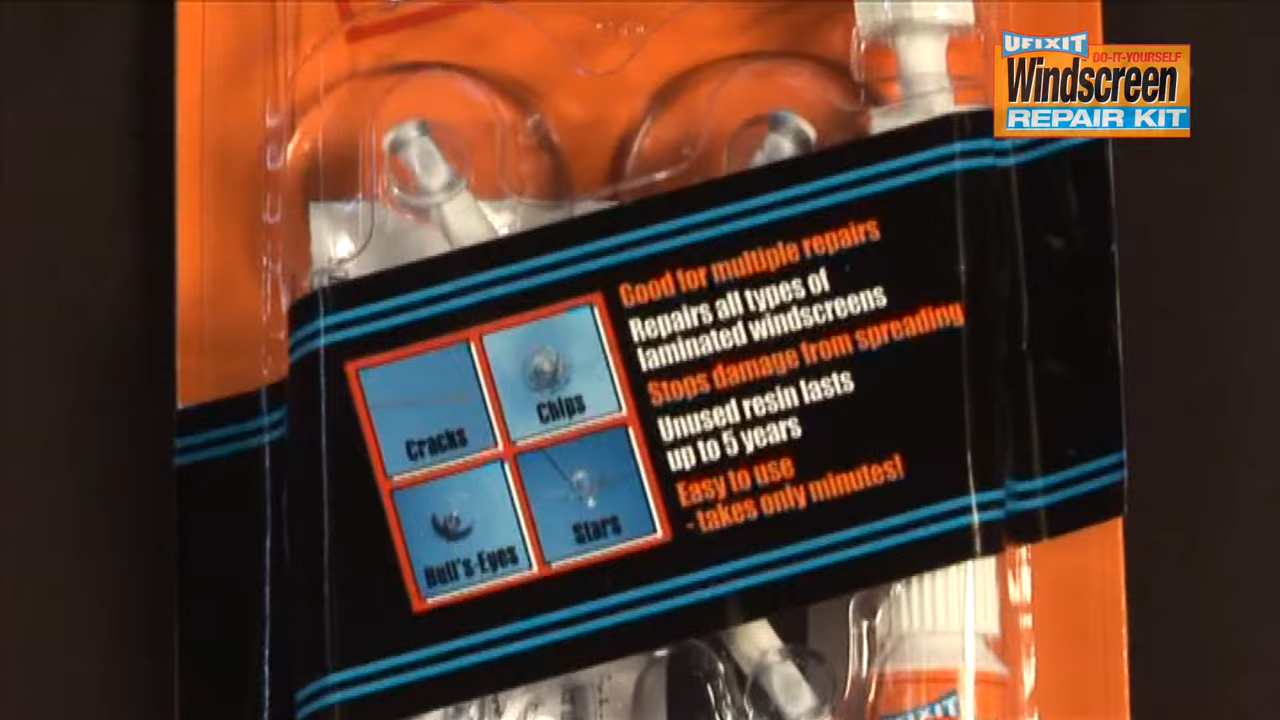 UFIXIT
DO-IT-YOURSELF
Windscreen
REPAIR KIT
Good for multiple repairs
Repairs all types of
laminated windscreens
Stops damage from spreading
Unused resin lasts
up to 5 years
Easy to use
- takes only minutes!
Cracks
Chips
Bull's-Eyes
Stars
UFIXIT